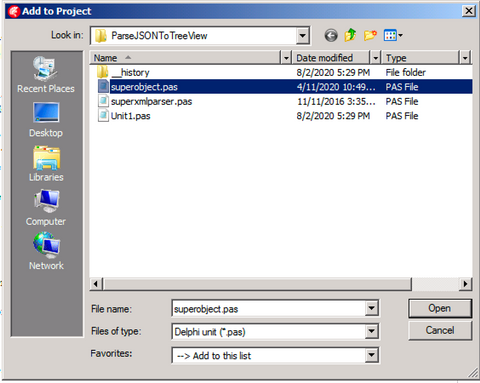 Add to Project
Look in: ParseJSONToTreeView
Name Date modified Type
__history 8/2/2020 5:29 PM File folder
superobject.pas 4/11/2020 10:49... PAS File
superxmlparser.pas 11/11/2016 3:35... PAS File
Unit1.pas 8/2/2020 5:29 PM PAS File
Recent Places
Desktop
Libraries
Computer
Network
File name: superobject.pas Open
Files of type: Delphi unit (*.pas) Cancel
Favorites: --> Add to this list